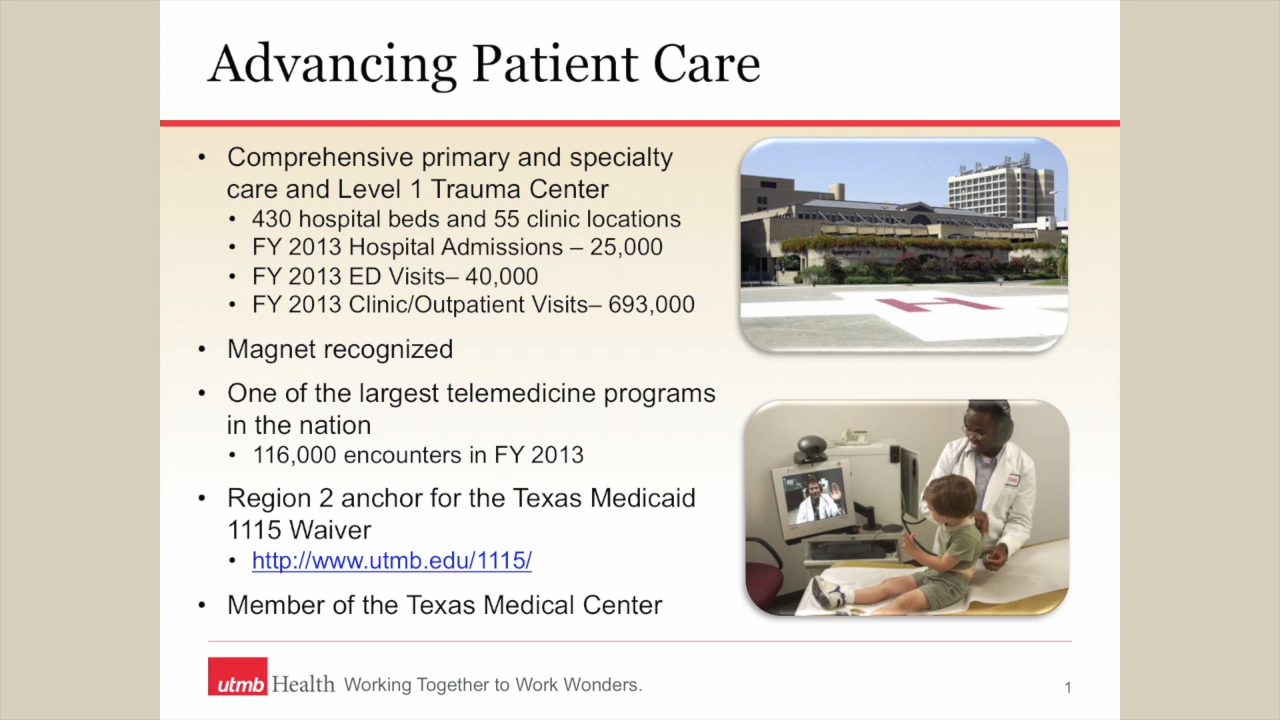 Advancing Patient Care
• Comprehensive primary and specialty
care and Level 1 Trauma Center
• 430 hospital beds and 55 clinic locations
• FY 2013 Hospital Admissions – 25,000
• FY 2013 ED Visits– 40,000
• FY 2013 Clinic/Outpatient Visits– 693,000
• Magnet recognized
• One of the largest telemedicine programs
in the nation
• 116,000 encounters in FY 2013
• Region 2 anchor for the Texas Medicaid
1115 Waiver
• http://www.utmb.edu/1115/
• Member of the Texas Medical Center
Emergency
H
utmb Health Working Together to Work Wonders.
1